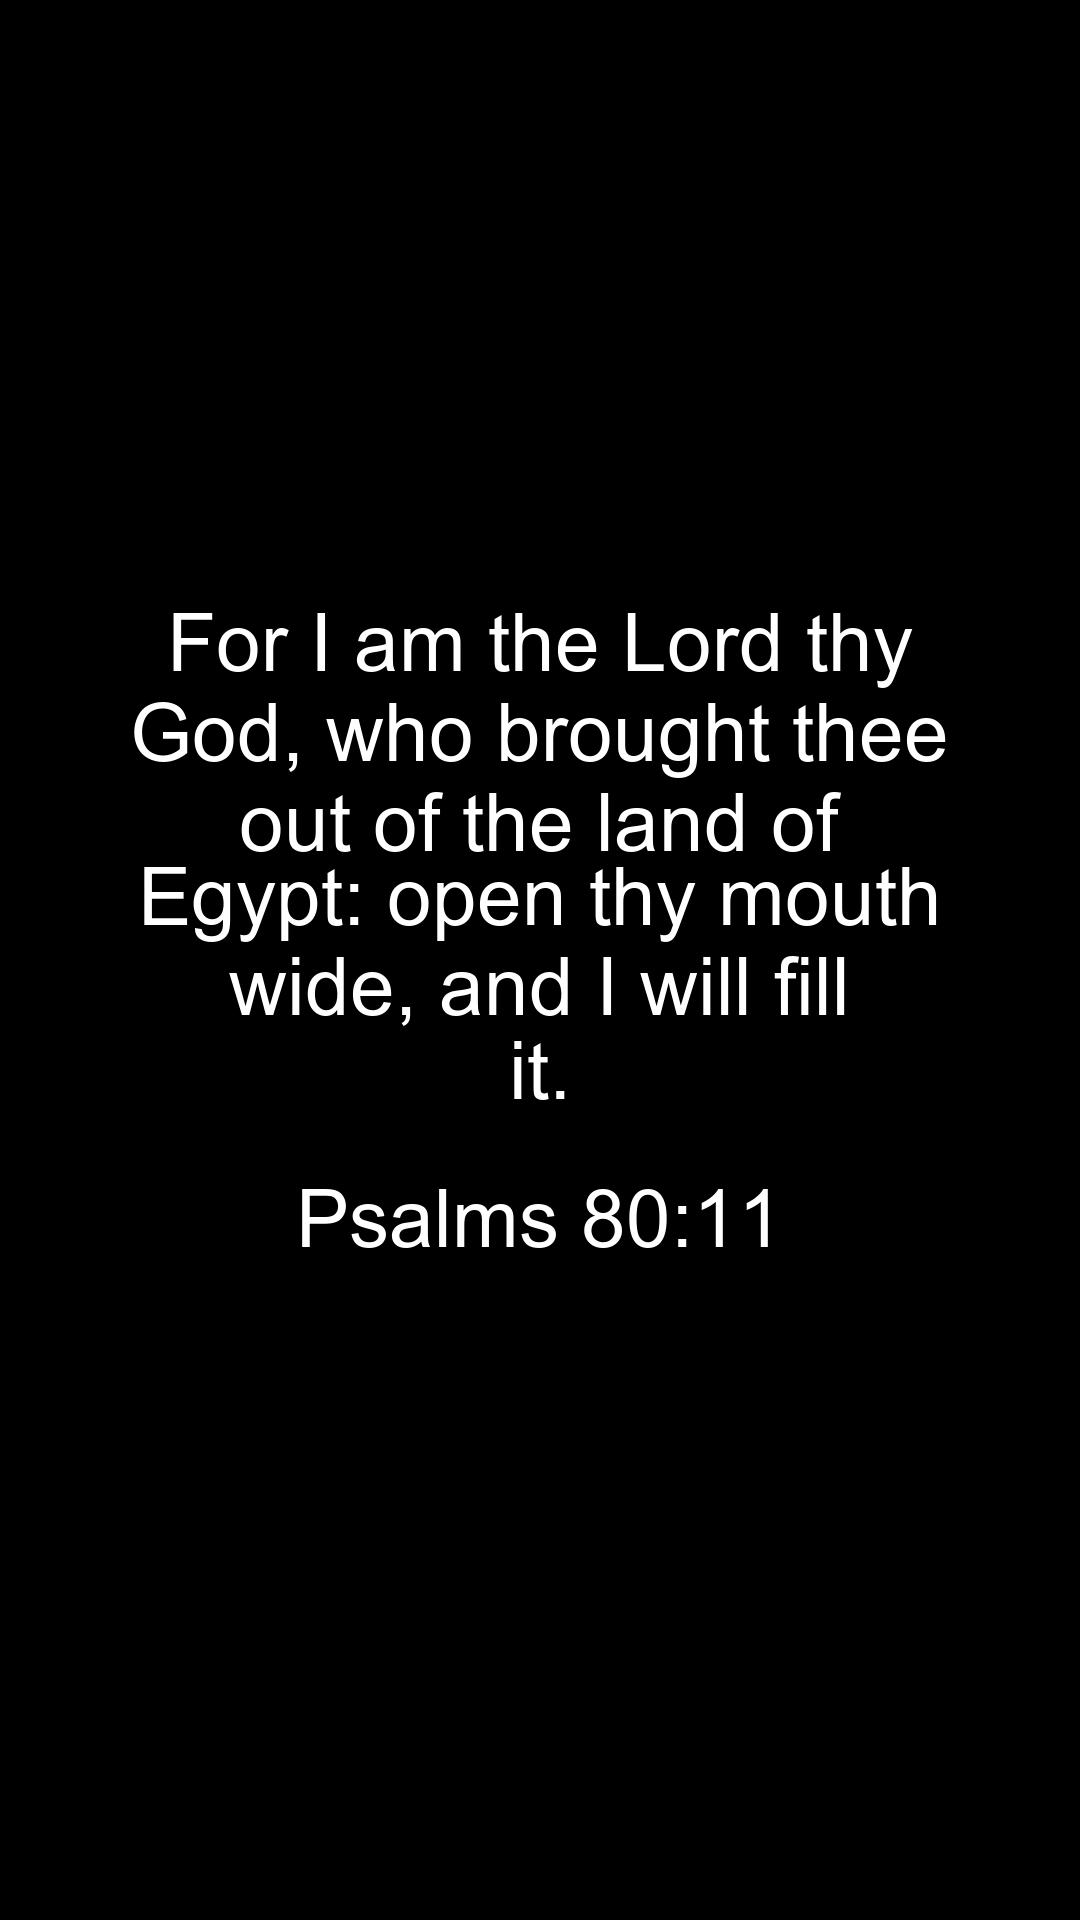 For I am the Lord thy
God, who brought thee
out of the land of
Egypt: open thy mouth
wide, and I will fill
it.
Psalms 80:11